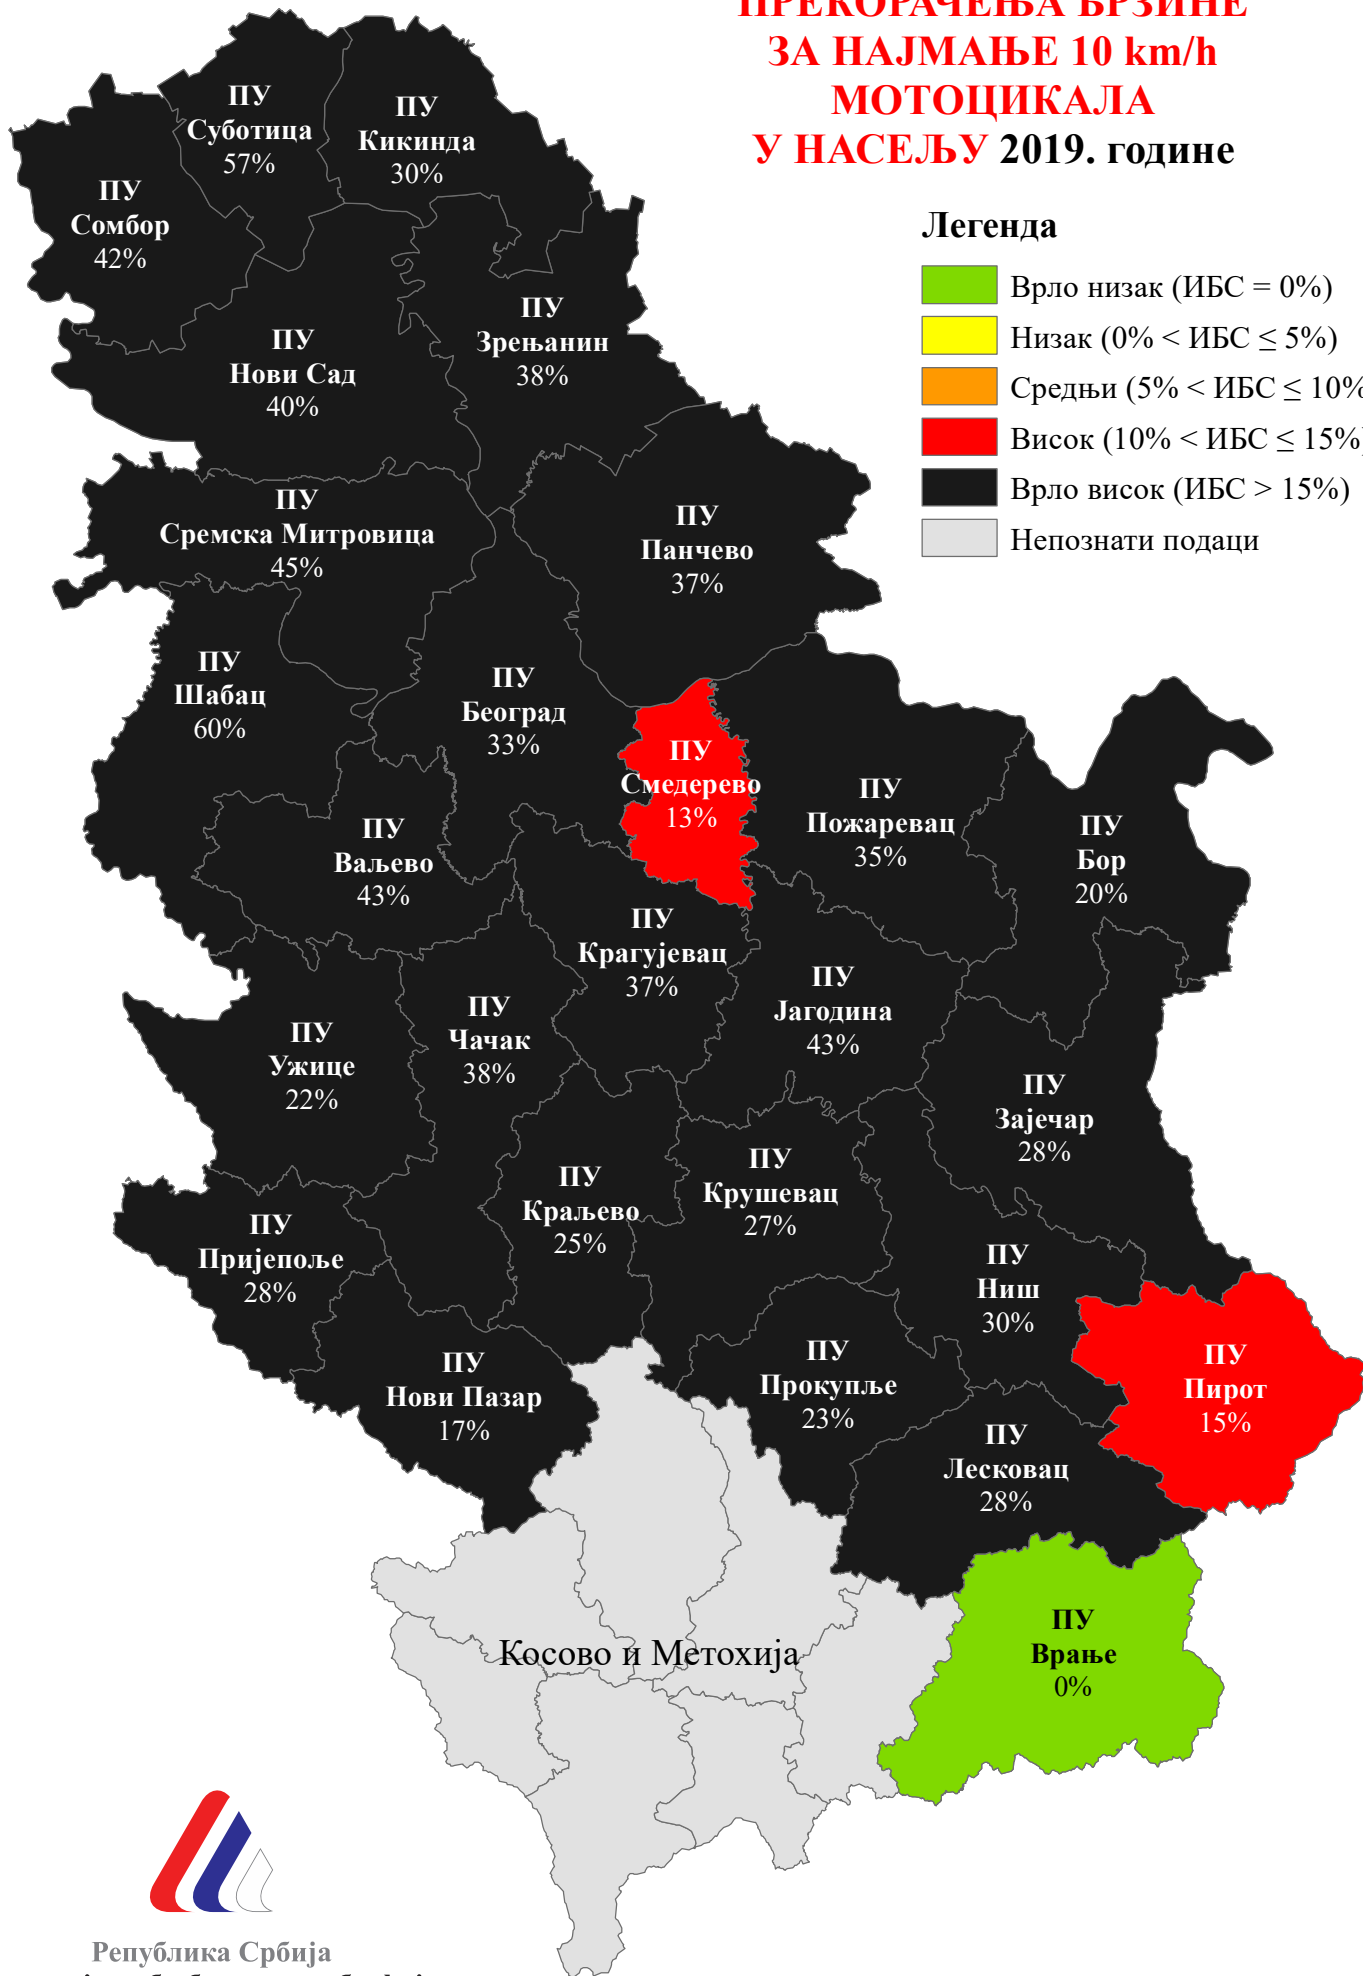 ПРЕКОРАЧЕЊА БРЗИНЕ
ЗА НАЈМАЊЕ 10 km/h
МОТОЦИКАЛА
У НАСЕЉУ 2019. године
Легенда
Врло низак (ИБС = 0%)
Низак (0% < ИБС ≤ 5%)
Средњи (5% < ИБС ≤ 10%
Висок (10% < ИБС ≤ 15%)
Врло висок (ИБС > 15%)
Непознати подаци
ПУ
Суботица
57%
ПУ
Кикинда
30%
ПУ
Сомбор
42%
ПУ
Зрењанин
38%
ПУ
Нови Сад
40%
ПУ
Сремска Митровица
45%
ПУ
Панчево
37%
ПУ
Шабац
60%
ПУ
Београд
33%
ПУ
Смедерево
13%
ПУ
Пожаревац
35%
ПУ
Бор
20%
ПУ
Ваљево
43%
ПУ
Крагујевац
37%
ПУ
Јагодина
43%
ПУ
Чачак
38%
ПУ
Ужице
22%
ПУ
Зајечар
28%
ПУ
Крушевац
27%
ПУ
Краљево
25%
ПУ
Пријепоље
28%
ПУ
Ниш
30%
ПУ
Пирот
15%
ПУ
Прокупље
23%
ПУ
Нови Пазар
17%
ПУ
Лесковац
28%
ПУ
Врање
0%
Косово и Метохија
Република Србија